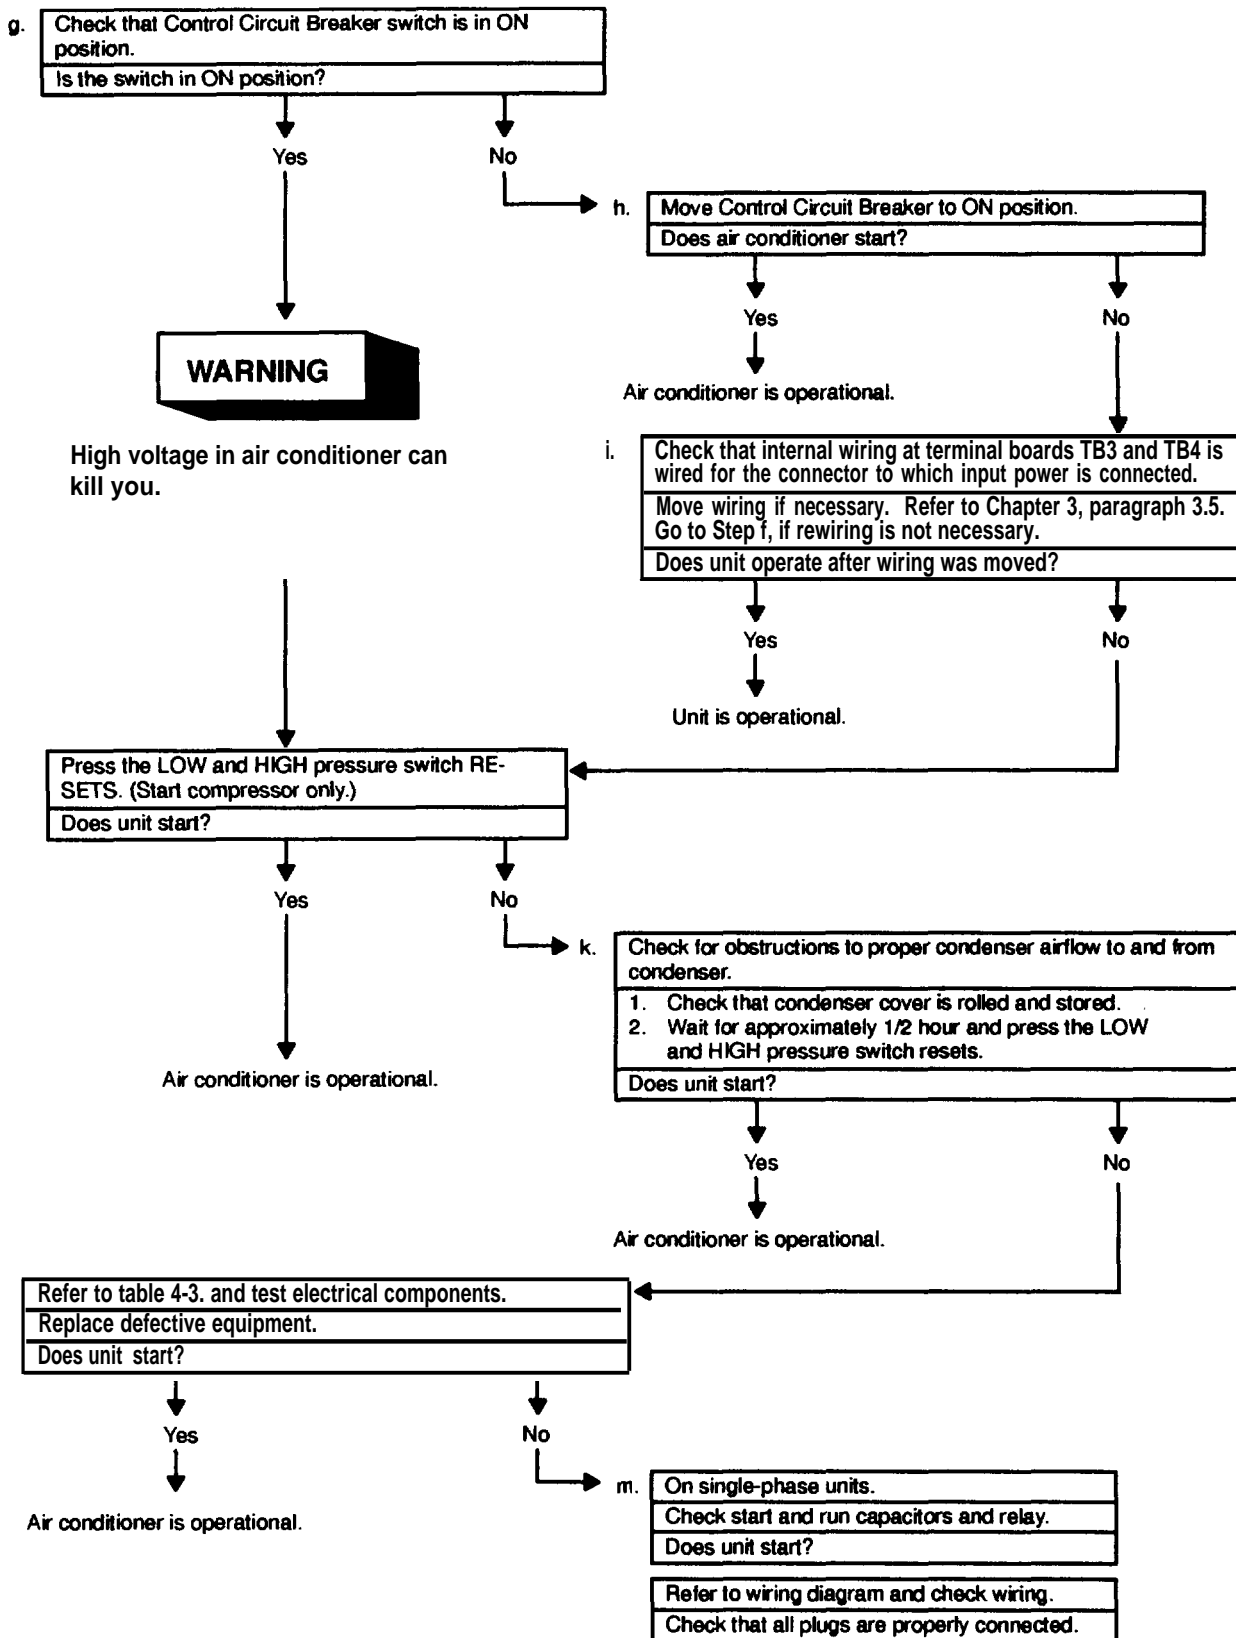 g. Check that Control Circuit Breaker switch is in ON
position.
Is the switch in ON position?
Yes
No
h. Move Control Circuit Breaker to ON position.
Does air conditioner start?
Yes
No
Air conditioner is operational.
WARNING
High voltage in air conditioner can
kill you.
i. Check that internal wiring at terminal boards TB3 and TB4 is
wired for the connector to which input power is connected.
Move wiring if necessary. Refer to Chapter 3, paragraph 3.5.
Go to Step f, if rewiring is not necessary.
Does unit operate after wiring was moved?
Yes
No
Unit is operational.
Press the LOW and HIGH pressure switch RE-
SETS. (Start compressor only.)
Does unit start?
Yes
No
Air conditioner is operational.
k. Check for obstructions to proper condenser airflow to and from
condenser.
1. Check that condenser cover is rolled and stored.
2. Wait for approximately 1/2 hour and press the LOW
and HIGH pressure switch resets.
Does unit start?
Yes
No
Air conditioner is operational.
Refer to table 4-3. and test electrical components.
Replace defective equipment.
Does unit start?
Yes
No
Air conditioner is operational.
m. On single-phase units.
Check start and run capacitors and relay.
Does unit start?
Refer to wiring diagram and check wiring.
Check that all plugs are properly connected.